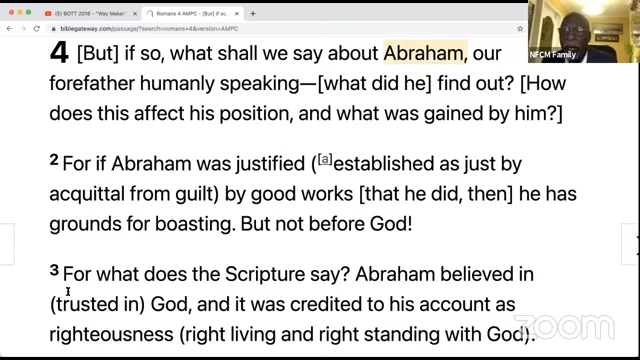 (5) BOTT 2018 - "Way Maker"
Romans 4 AMPC - [But] if so,
biblegateway.com/passage/?search=romans+4&version=AMPC
NFCM Family
4 [But] if so, what shall we say about Abraham, our
forefather humanly speaking—[what did he] find out? [How
does this affect his position, and what was gained by him?]
2 For if Abraham was justified ([a]established as just by
acquittal from guilt) by good works [that he did, then] he has
grounds for boasting. But not before God!
3 For what does the Scripture say? Abraham believed in
(trusted in) God, and it was credited to his account as
righteousness (right living and right standing with God).
zoom